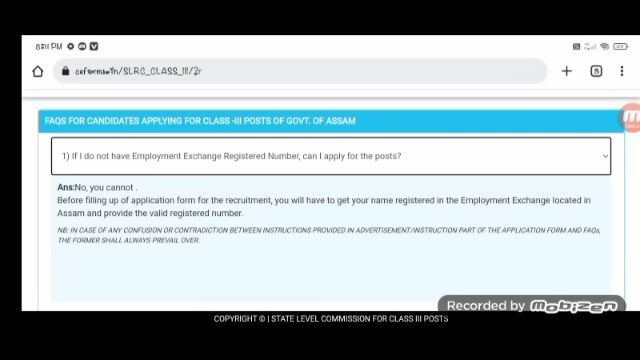 8:11 PM
FAQS FOR CANDIDATES APPLYING FOR CLASS -III POSTS OF GOVT. OF ASSAM
1) If I do not have Employment Exchange Registered Number, can I apply for the posts?
Ans:No, you cannot .
Before filling up of application form for the recruitment, you will have to get your name registered in the Employment Exchange located in
Assam and provide the valid registered number.
NB: IN CASE OF ANY CONFUSION OR CONTRADICTION BETWEEN INSTRUCTIONS PROVIDED IN ADVERTISEMENT/INSTRUCTION PART OF THE APPLICATION FORM AND FAQs,
THE FORMER SHALL ALWAYS PREVAIL OVER.
Recorded by MOBIZEN
COPYRIGHT © | STATE LEVEL COMMISSION FOR CLASS III POSTS